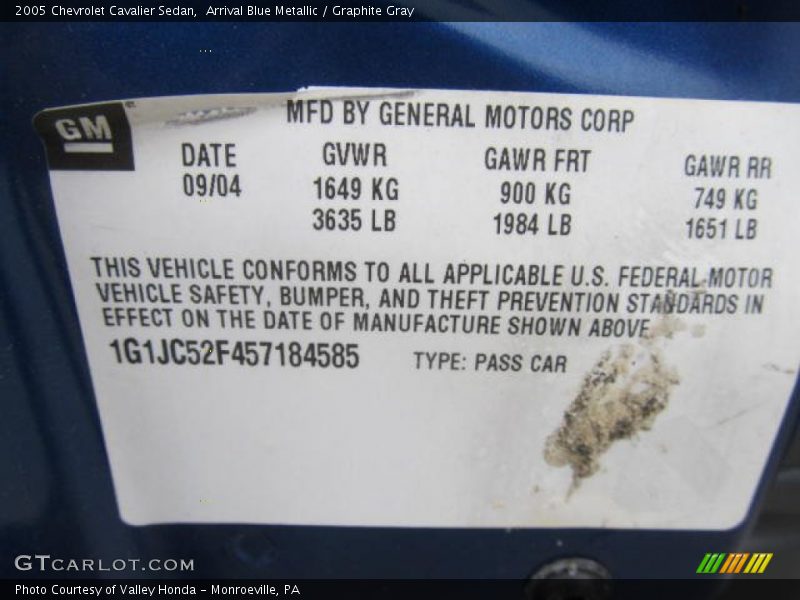 2005 Chevrolet Cavalier Sedan, Arrival Blue Metallic / Graphite Gray
GM
MFD BY GENERAL MOTORS CORP
DATE GVWR GAWR FRT GAWR RR
09/04 1649 KG 900 KG 749 KG
3635 LB 1984 LB 1651 LB
THIS VEHICLE CONFORMS TO ALL APPLICABLE U.S. FEDERAL MOTOR
VEHICLE SAFETY, BUMPER, AND THEFT PREVENTION STANDARDS IN
EFFECT ON THE DATE OF MANUFACTURE SHOWN ABOVE
1G1JC52F457184585 TYPE: PASS CAR
GTCARLOT.COM
Photo Courtesy of Valley Honda - Monroeville, PA